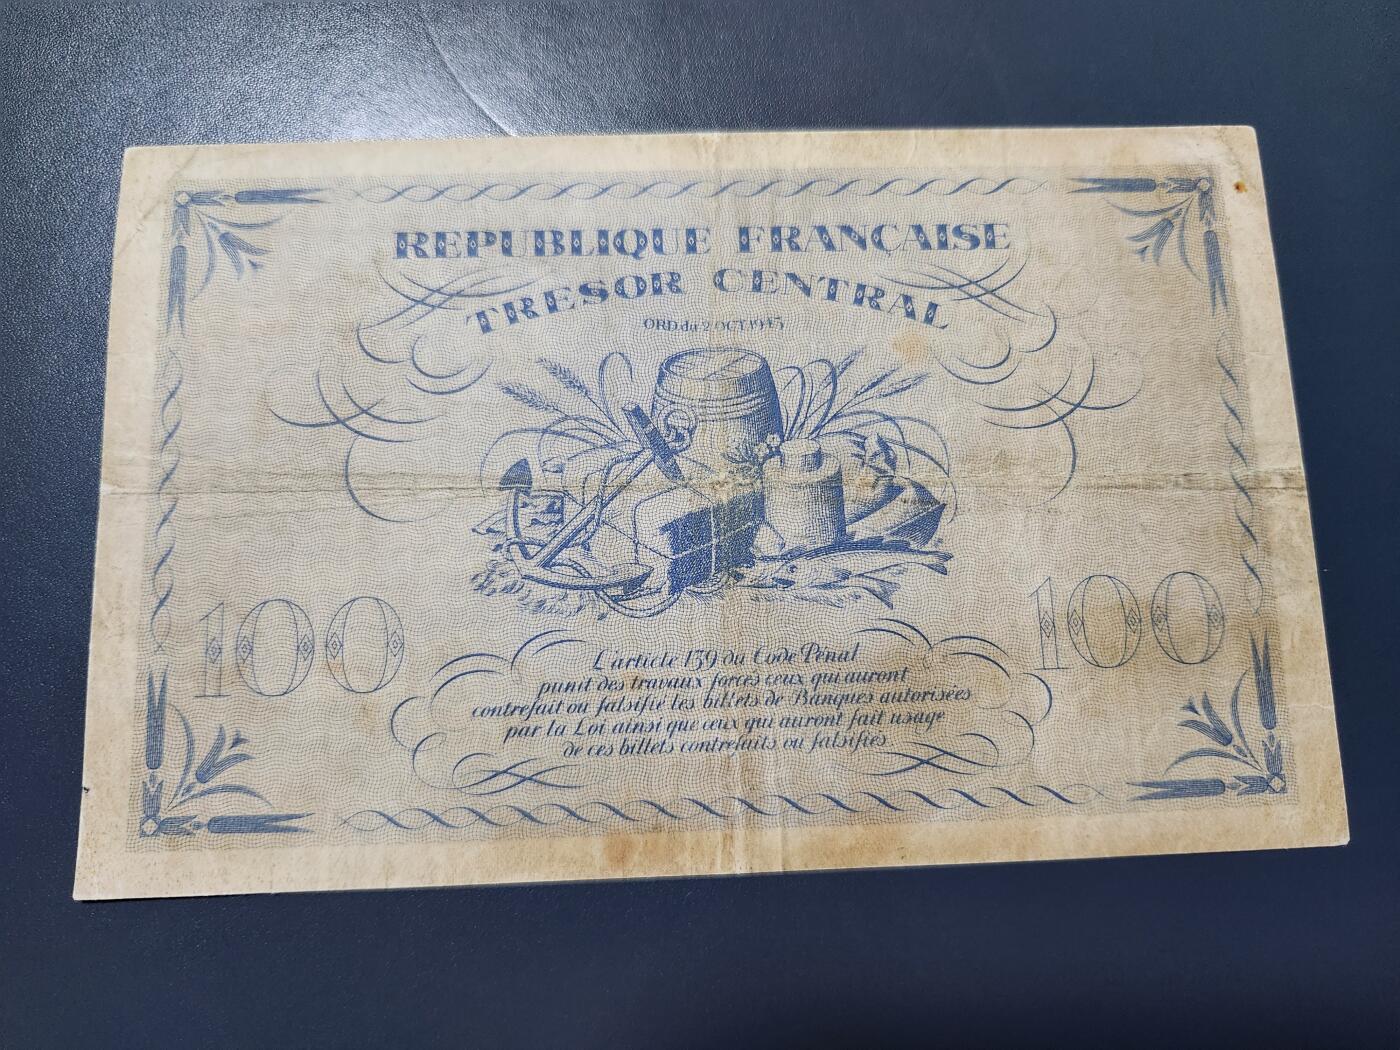 REPUBLIQUE FRANÇAISE
TRESOR CENTRAL
ORD du 2 OCT 1943
100 100
L'article 139 du Code Pénal
punit des travaux forcés ceux qui auront
contrefait ou falsifié les billets de Banques autorisées
par la Loi ainsi que ceux qui auront fait usage
de ces billets contrefaits ou falsifiés